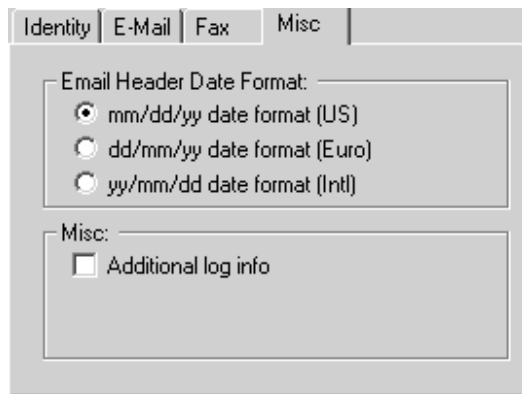 Identity E-Mail Fax Misc
Email Header Date Format:
mm/dd/yy date format (US)
dd/mm/yy date format (Euro)
yy/mm/dd date format (Intl)
Misc:
Additional log info